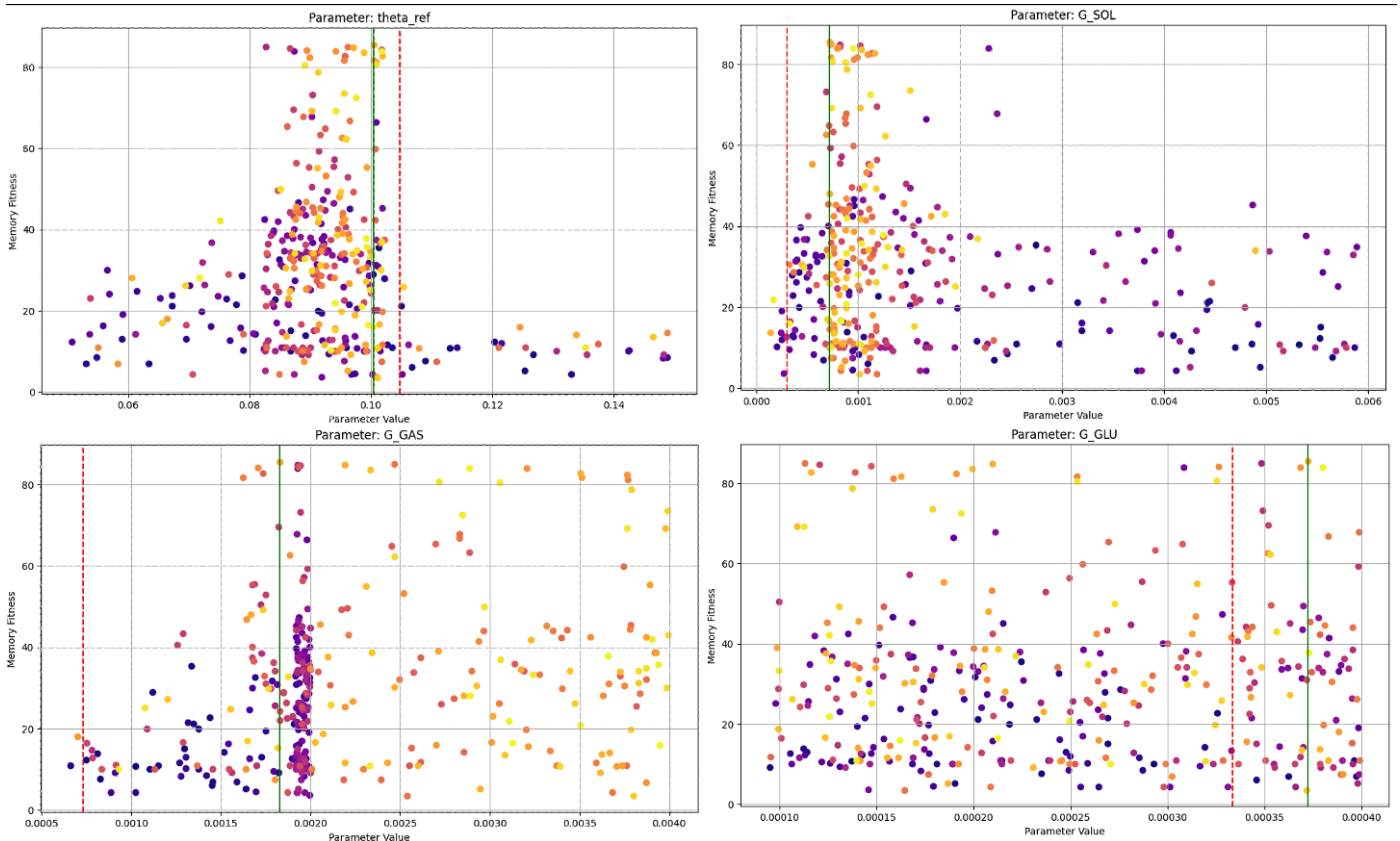 Parameter: theta_ref
Memory Fitness
80
60
40
20
0
0.06 0.08 0.10 0.12 0.14
Parameter Value
Parameter: G_SOL
Memory Fitness
80
60
40
20
0
0.000 0.001 0.002 0.003 0.004 0.005 0.006
Parameter Value
Parameter: G_GAS
Memory Fitness
80
60
40
20
0
0.0005 0.0010 0.0015 0.0020 0.0025 0.0030 0.0035 0.0040
Parameter Value
Parameter: G_GLU
Memory Fitness
80
60
40
20
0
0.00010 0.00015 0.00020 0.00025 0.00030 0.00035 0.00040
Parameter Value